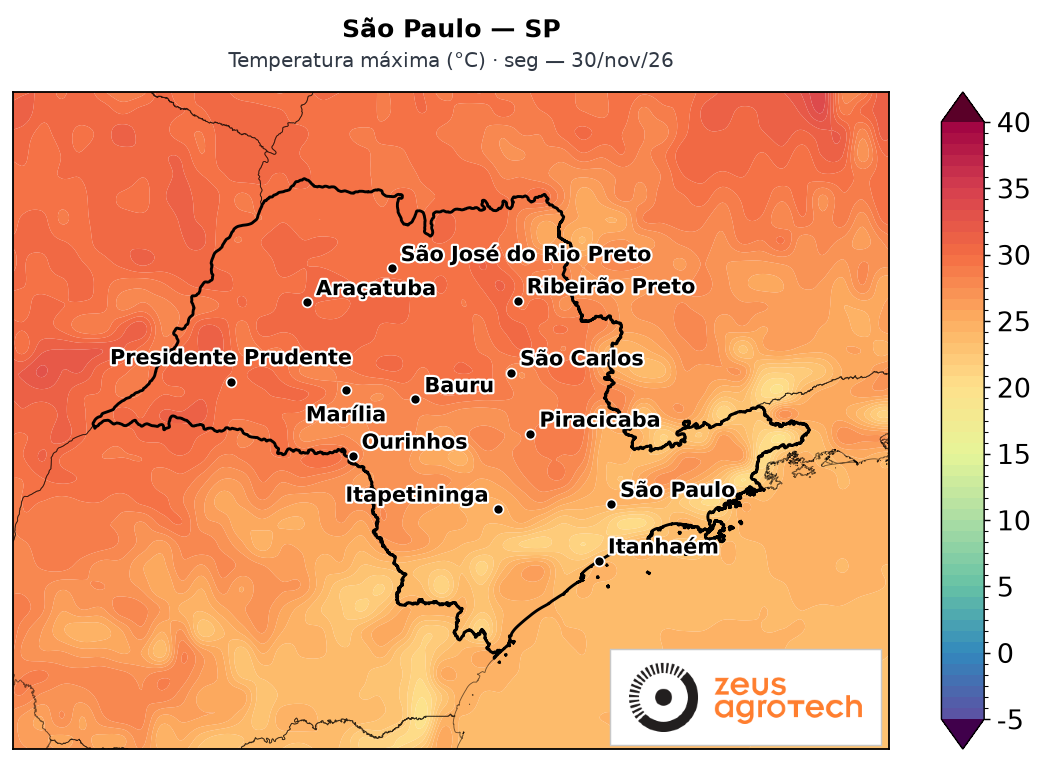 São Paulo — SP
Temperatura máxima (°C) · seg — 30/nov/26
São José do Rio Preto
Araçatuba
Ribeirão Preto
Presidente Prudente
São Carlos
Bauru
Marília
Piracicaba
Ourinhos
Itapetininga
São Paulo
Itanhaém
40
35
30
25
20
15
10
5
0
-5
zeus
agrotech